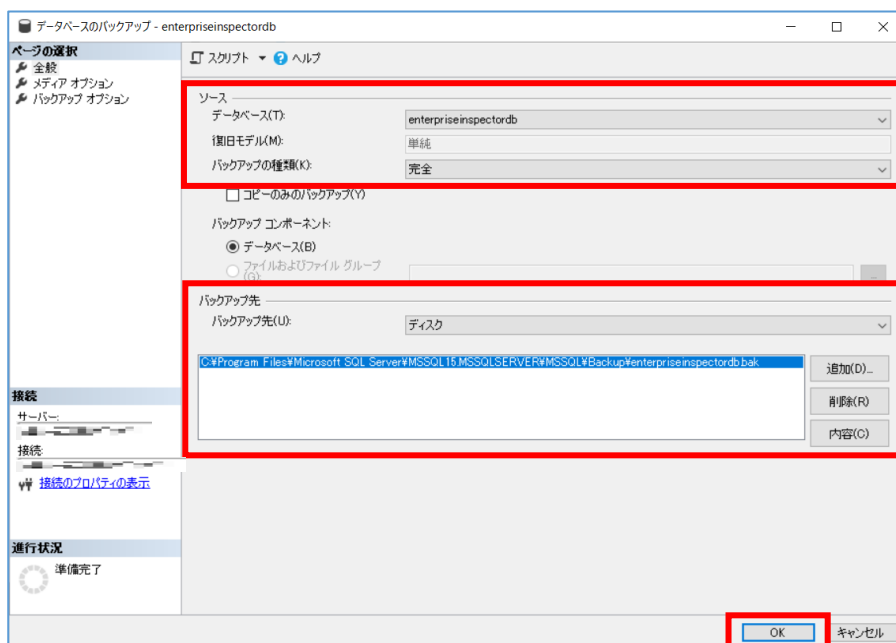 データベースのバックアップ - enterpriseinspectordb
ページの選択
全般
メディア オプション
バックアップ オプション
スクリプト
ヘルプ
ソース
データベース(T):
enterpriseinspectordb
復旧モデル(M):
単純
バックアップの種類(K):
完全
コピーのみのバックアップ(Y)
バックアップ コンポーネント:
データベース(B)
ファイルおよびファイル グループ
(G):
...
バックアップ先
バックアップ先(U):
ディスク
C:¥Program Files¥Microsoft SQL Server¥MSSQL15.MSSQLSERVER¥MSSQL¥Backup¥enterpriseinspectordb.bak
追加(D)...
削除(R)
内容(C)
接続
サーバー:
接続:
接続のプロパティの表示
進行状況
準備完了
OK
キャンセル